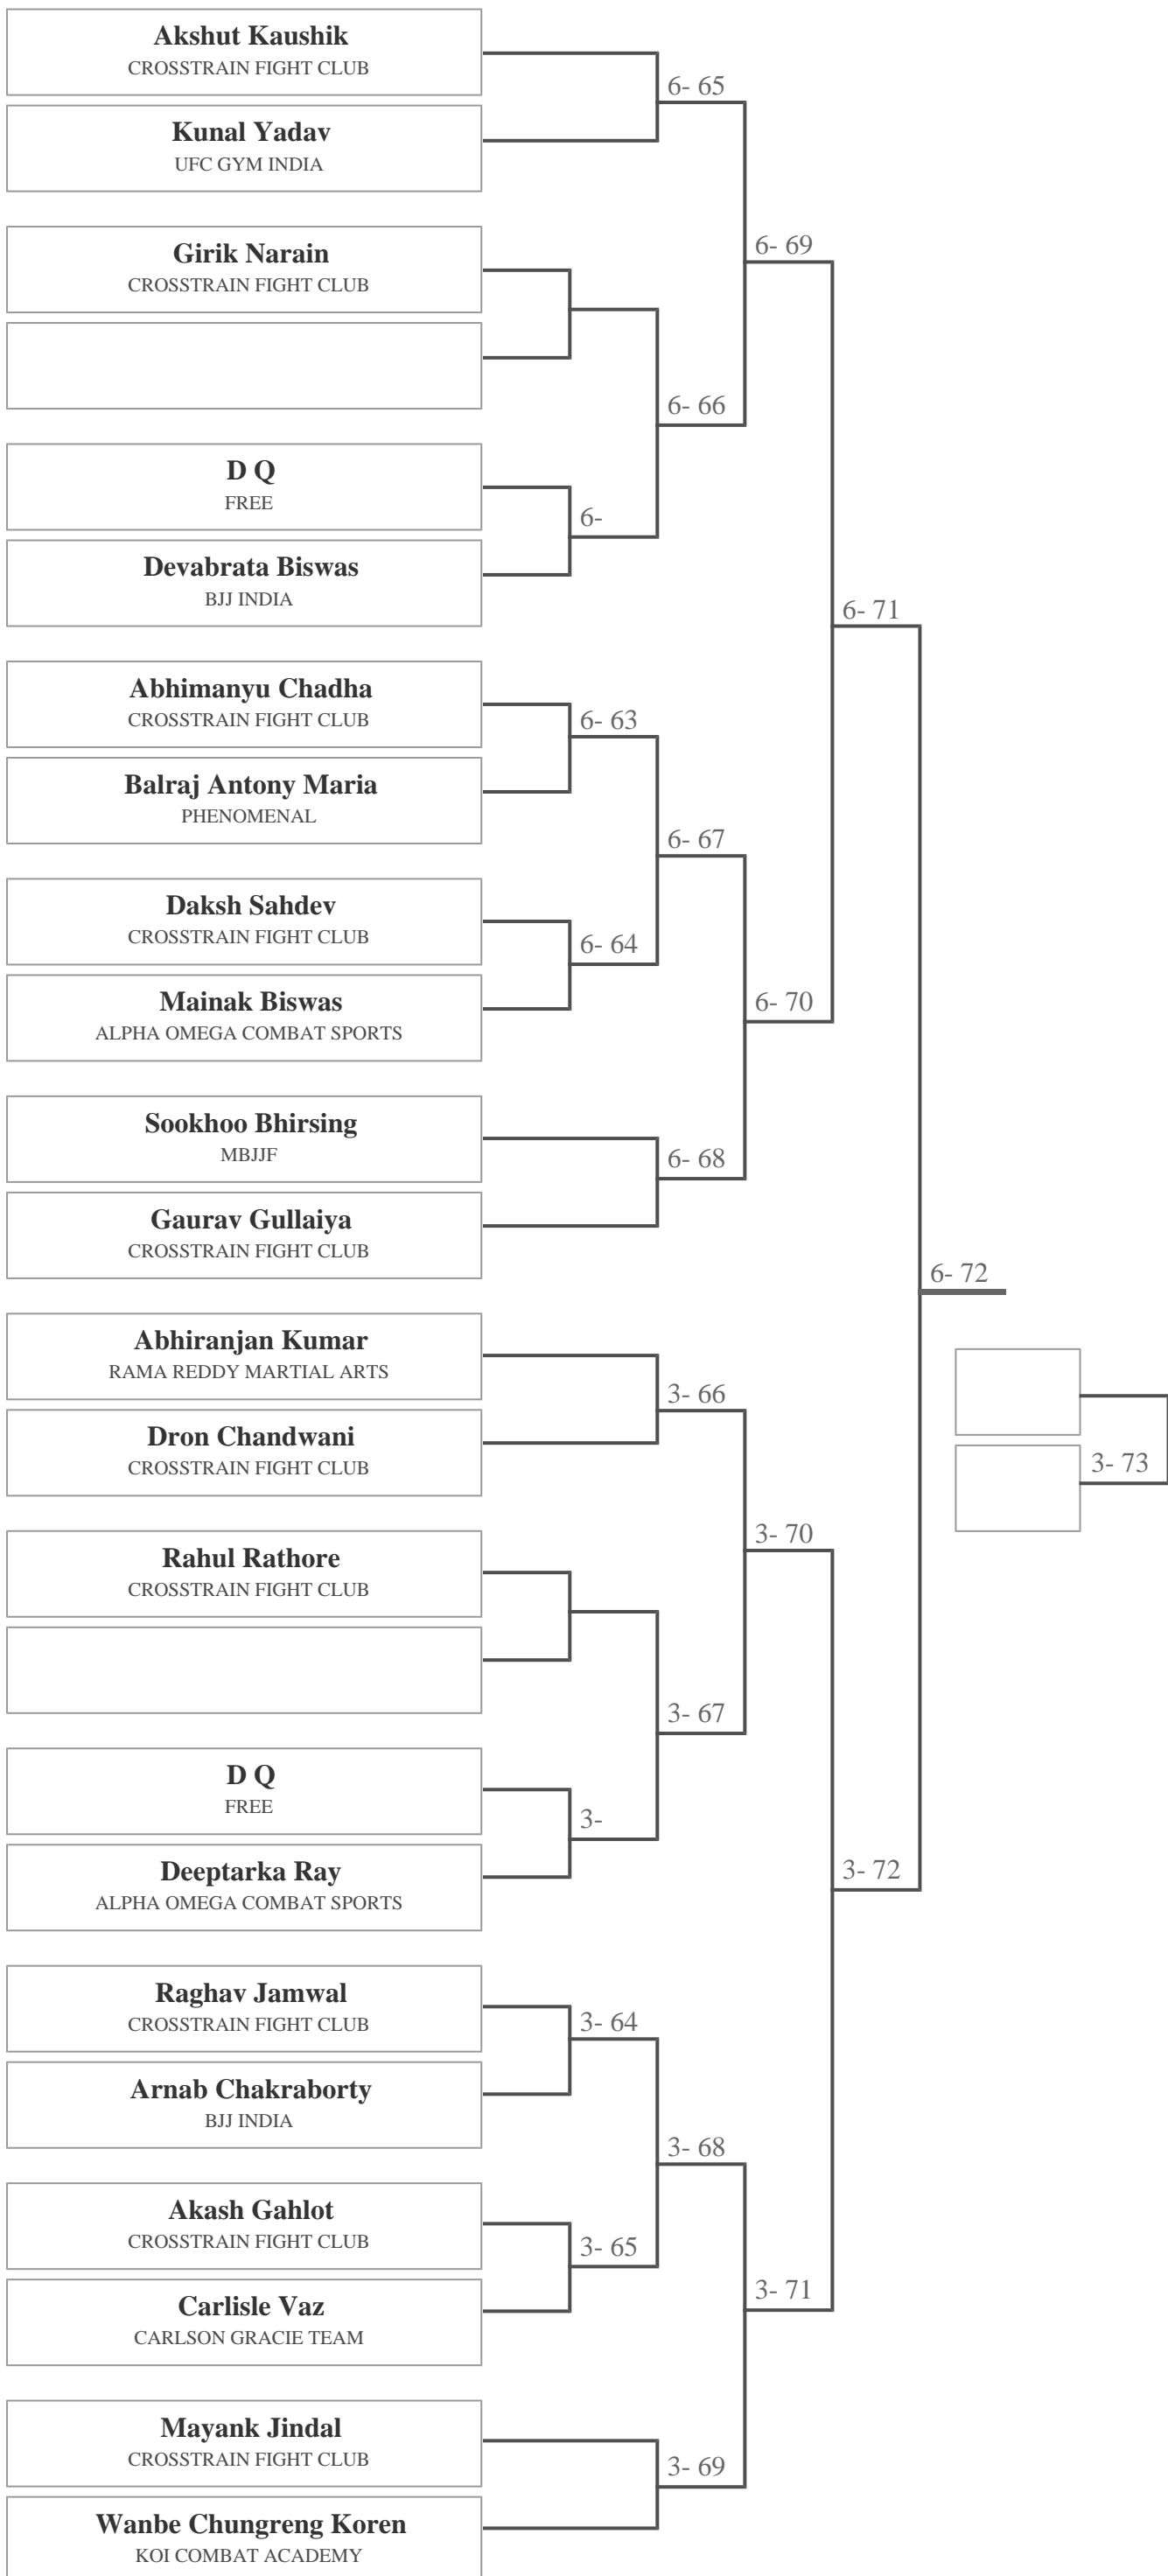 Akshut Kaushik
CROSSTRAIN FIGHT CLUB
6- 65
Kunal Yadav
UFC GYM INDIA
Girik Narain
CROSSTRAIN FIGHT CLUB
6- 69
6- 66
D Q
FREE
6-
Devabrata Biswas
BJJ INDIA
6- 71
Abhimanyu Chadha
CROSSTRAIN FIGHT CLUB
6- 63
Balraj Antony Maria
PHENOMENAL
6- 67
Daksh Sahdev
CROSSTRAIN FIGHT CLUB
6- 64
Mainak Biswas
ALPHA OMEGA COMBAT SPORTS
6- 70
Sookhoo Bhirsing
MBJJF
6- 68
Gaurav Gullaiya
CROSSTRAIN FIGHT CLUB
6- 72
Abhiranjan Kumar
RAMA REDDY MARTIAL ARTS
3- 66
Dron Chandwani
CROSSTRAIN FIGHT CLUB
3- 73
Rahul Rathore
CROSSTRAIN FIGHT CLUB
3- 70
3- 67
D Q
FREE
3-
Deeptarka Ray
ALPHA OMEGA COMBAT SPORTS
3- 72
Raghav Jamwal
CROSSTRAIN FIGHT CLUB
3- 64
Arnab Chakraborty
BJJ INDIA
3- 68
Akash Gahlot
CROSSTRAIN FIGHT CLUB
3- 65
Carlisle Vaz
CARLSON GRACIE TEAM
3- 71
Mayank Jindal
CROSSTRAIN FIGHT CLUB
3- 69
Wanbe Chungreng Koren
KOI COMBAT ACADEMY